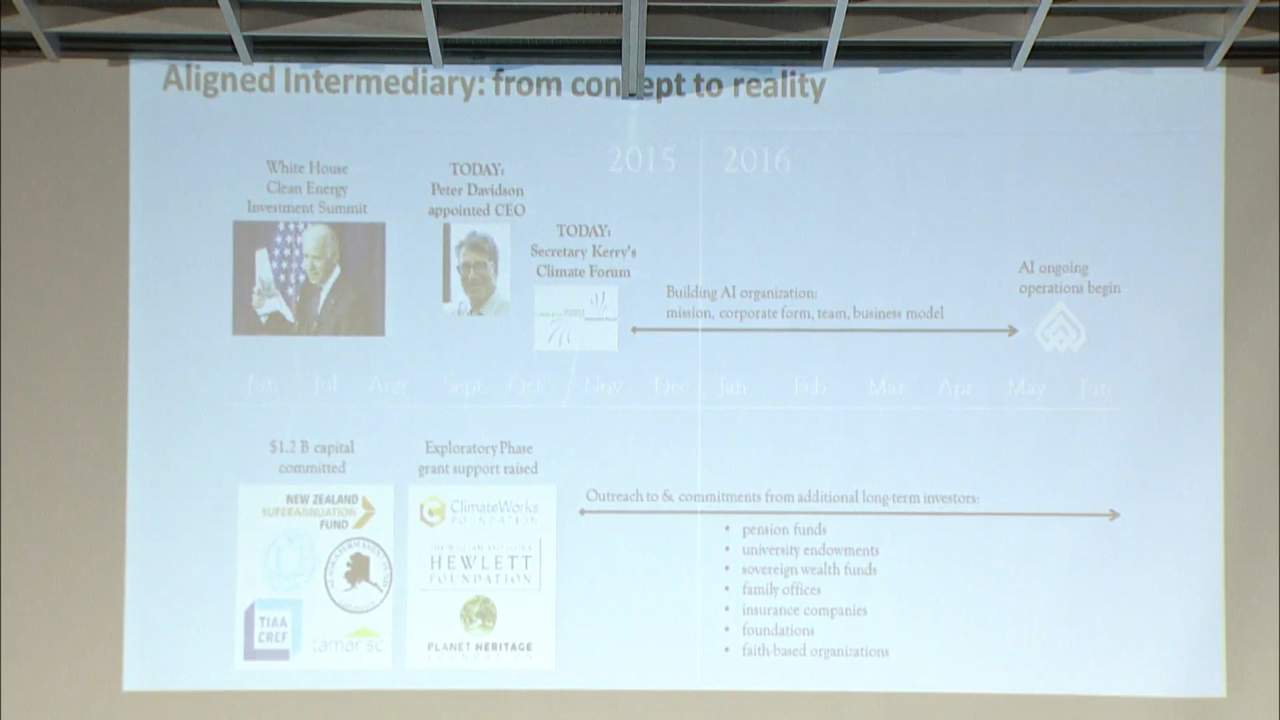 Aligned Intermediary: from concept to reality
2015
2016
White House
Clean Energy
Investment Summit
TODAY:
Peter Davidson
appointed CEO
TODAY:
Secretary Kerry's
Climate Forum
Building AI organization:
mission, corporate form, team, business model
AI ongoing
operations begin
Jun Jul Aug Sept Oct Nov Dec Jan Feb Mar Apr May Jun
$1.2 B capital
committed
NEW ZEALAND
SUPERANNUATION
FUND
TIAA
CREF
tamarisc
Exploratory Phase
grant support raised
ClimateWorks
FOUNDATION
HEWLETT
FOUNDATION
PLANET HERITAGE
FOUNDATION
Outreach to & commitments from additional long-term investors:
• pension funds
• university endowments
• sovereign wealth funds
• family offices
• insurance companies
• foundations
• faith-based organizations